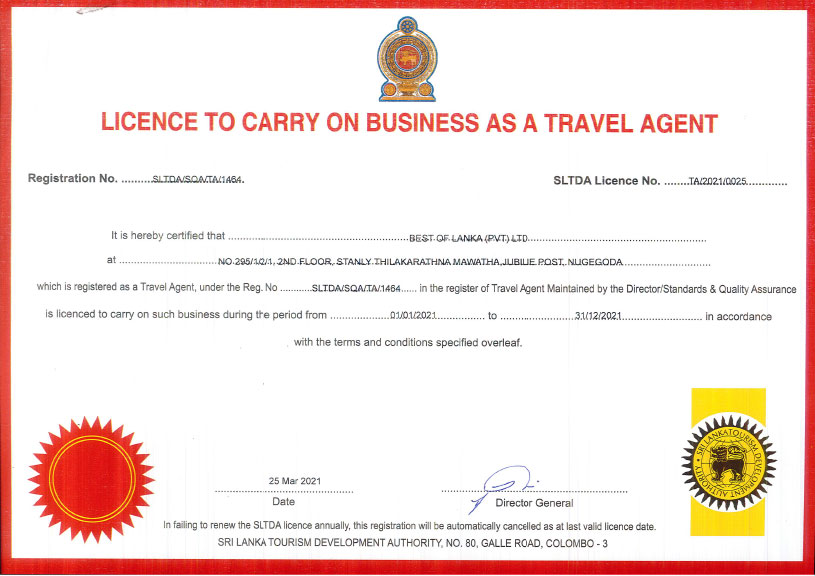 LICENCE TO CARRY ON BUSINESS AS A TRAVEL AGENT
Registration No. ..........SLTDA/SQA/TA/1464. SLTDA Licence No. ........TA/2021/0025.............
It is hereby certified that ................................................BEST OF LANKA (PVT) LTD................................................
at ..........................NO.295/1/2/1, 2ND FLOOR, STANLY THILAKARATHNA MAWATHA,JUBILIE POST, NUGEGODA........................
which is registered as a Travel Agent, under the Reg. No ..........SLTDA/SQA/TA/1464...... in the register of Travel Agent Maintained by the Director/Standards & Quality Assurance
is licenced to carry on such business during the period from ................01/01/2021................ to ....................31/12/2021..................... in accordance
with the terms and conditions specified overleaf.
SRI LANKA TOURISM DEVELOPMENT AUTHORITY
25 Mar 2021
Date Director General
In failing to renew the SLTDA licence annually, this registration will be automatically cancelled as at last valid licence date.
SRI LANKA TOURISM DEVELOPMENT AUTHORITY, NO. 80, GALLE ROAD, COLOMBO - 3